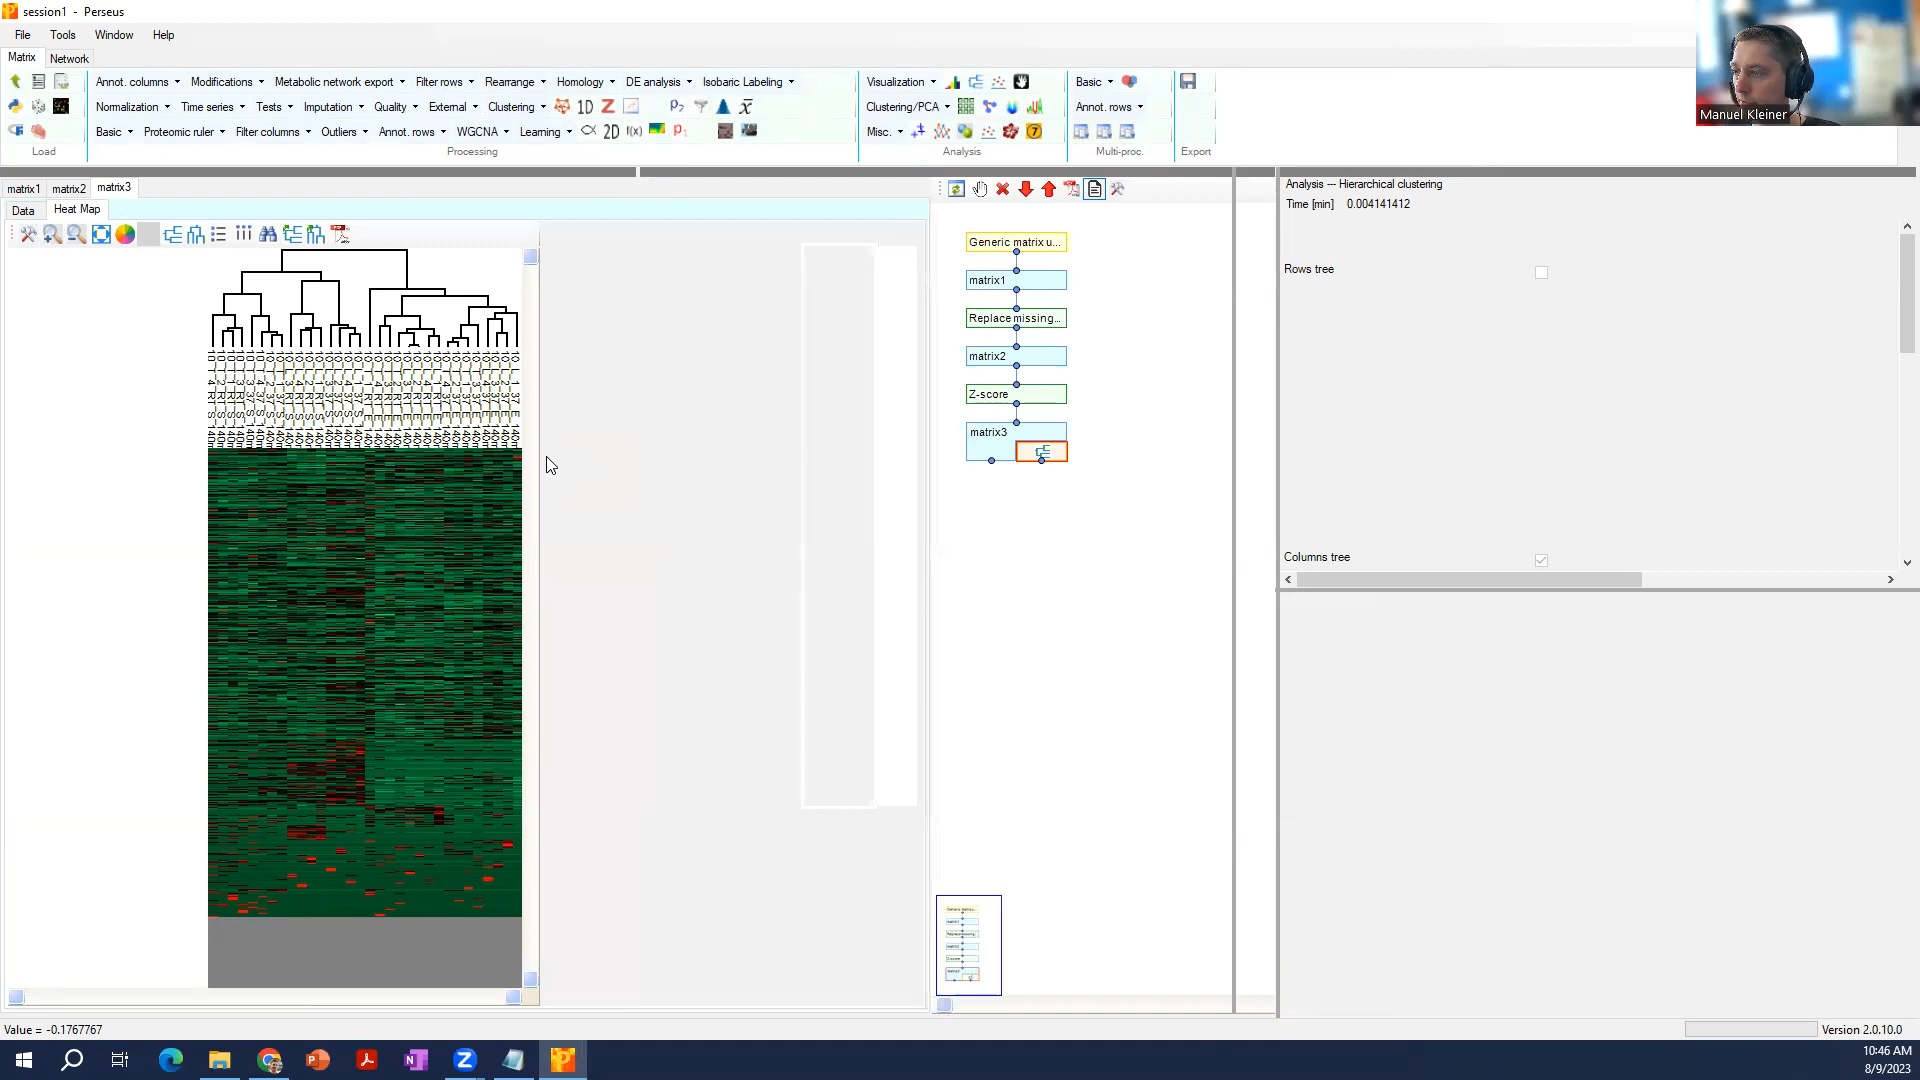 session1 - Perseus
File Tools Window Help
Matrix Network
Annot. columns Modifications Metabolic network export Filter rows Rearrange Homology DE analysis Isobaric Labeling Visualization Basic
Normalization Time series Tests Imputation Quality External Clustering 1D Z p2 x Clustering/PCA Annot. rows
Basic Proteomic ruler Filter columns Outliers Annot. rows WGCNA Learning 2D f(x) p1 Misc. 7
Load Processing Analysis Multi-proc. Export
Manuel Kleiner
matrix1 matrix2 matrix3
Data Heat Map
Analysis --- Hierarchical clustering
Time [min] 0.004141412
Rows tree
Columns tree
Generic matrix u...
matrix1
Replace missing...
matrix2
Z-score
matrix3
Value = -0.1767767
Version 2.0.10.0
10:46 AM
8/9/2023